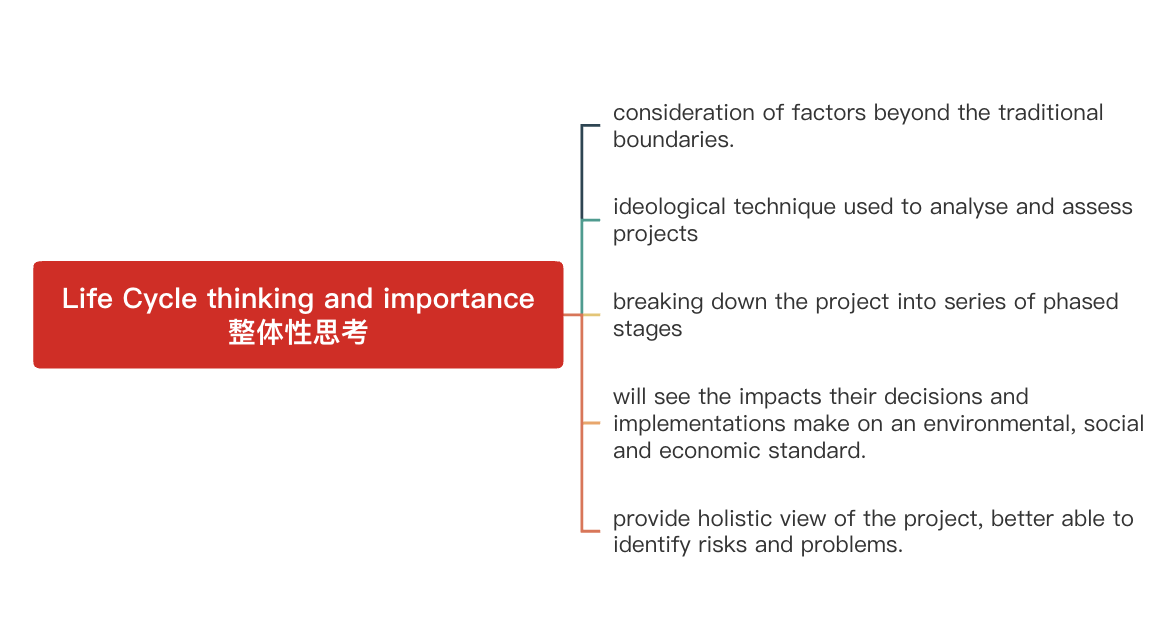 Life Cycle thinking and importance
整体性思考
consideration of factors beyond the traditional
boundaries.
ideological technique used to analyse and assess
projects
breaking down the project into series of phased
stages
will see the impacts their decisions and
implementations make on an environmental, social
and economic standard.
provide holistic view of the project, better able to
identify risks and problems.